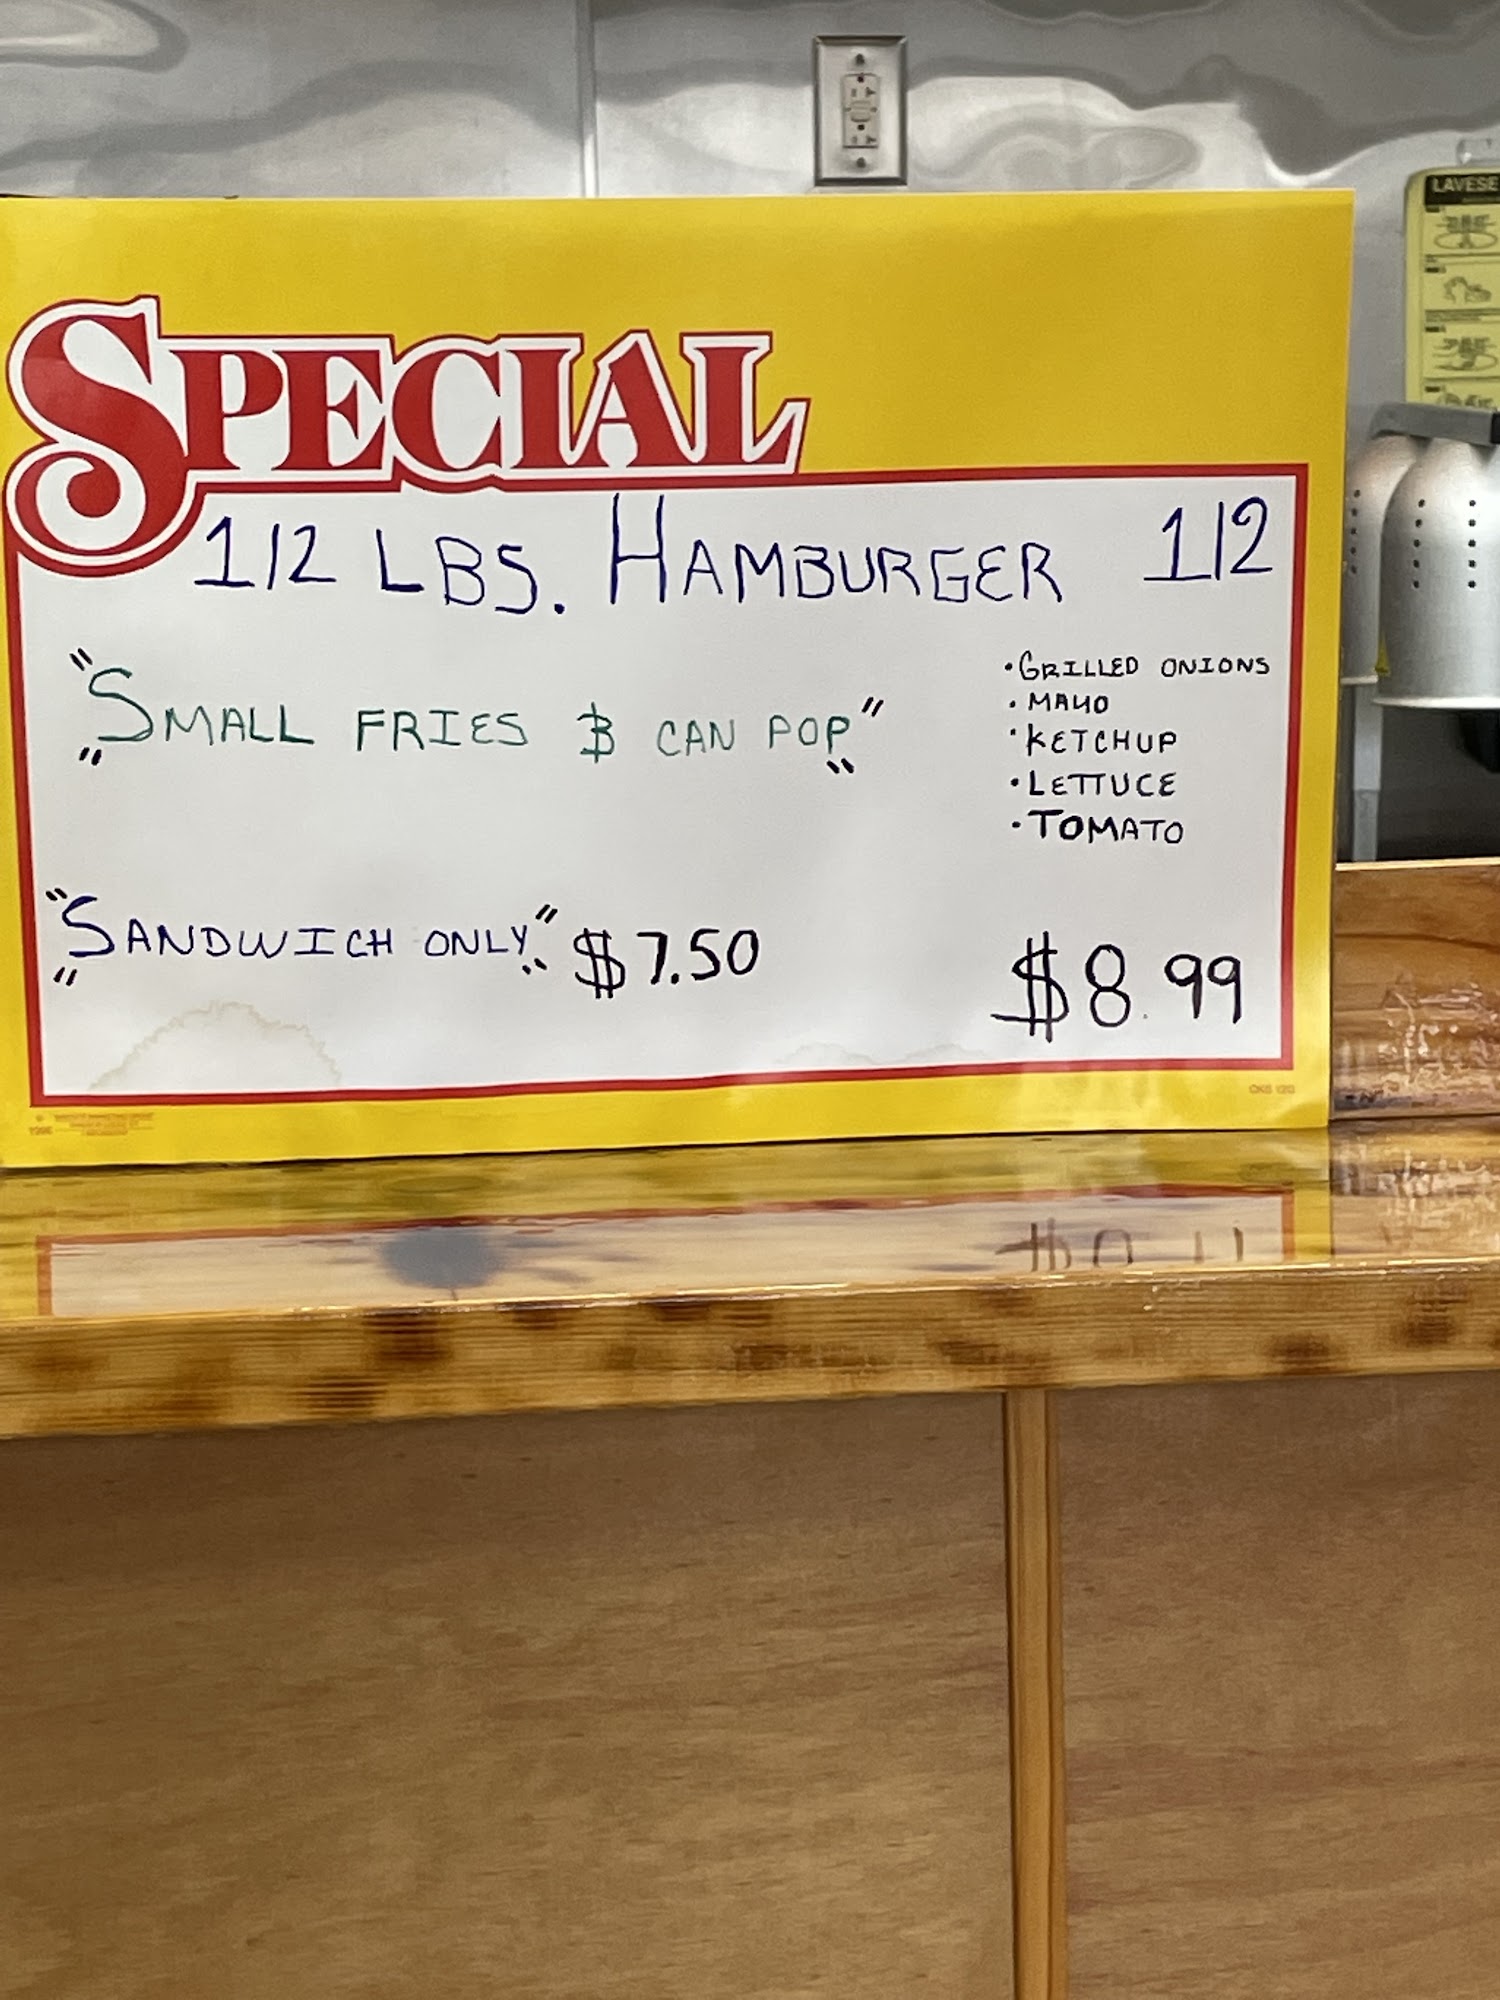 SPECIAL
1/2 LBS. HAMBURGER 1/2
"SMALL FRIES & CAN POP"
• GRILLED ONIONS
• MAYO
• KETCHUP
• LETTUCE
• TOMATO
"SANDWICH ONLY" $7.50
$8.99
LAVESE